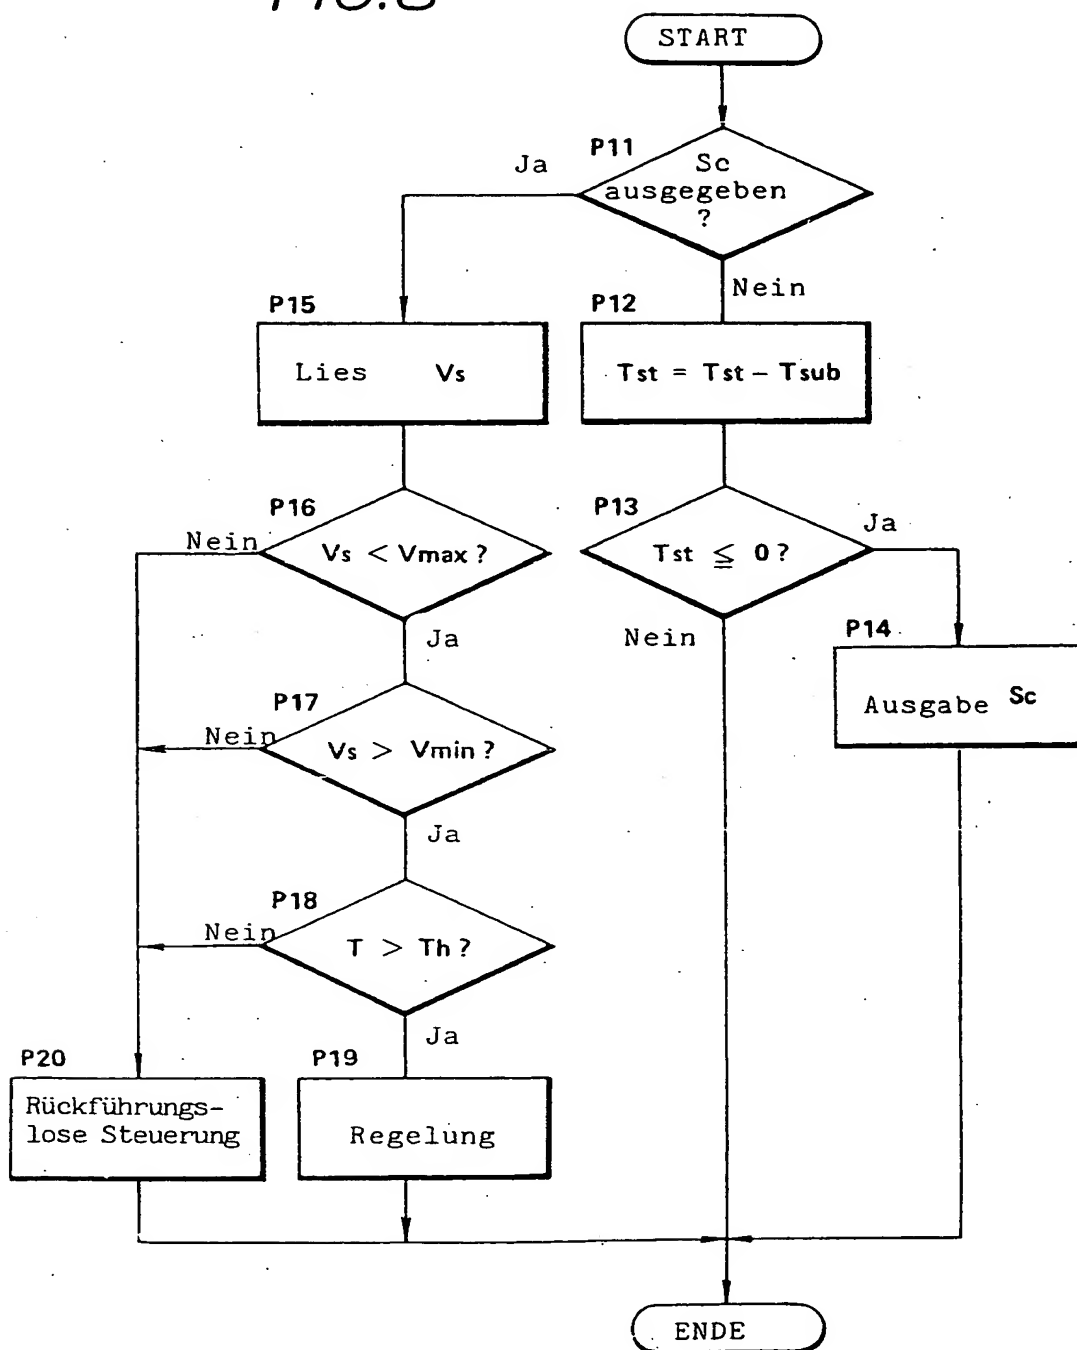 START
P11
Sc
ausgegeben
?
Ja
Nein
P15
Lies Vs
P12
Tst = Tst – Tsub
P16
Vs < Vmax ?
Nein
Ja
P13
Tst ≦ 0 ?
Ja
Nein
P14
Ausgabe Sc
P17
Vs > Vmin ?
Nein
Ja
P18
T > Th ?
Nein
Ja
P20
Rückführungs-
lose Steuerung
P19
Regelung
ENDE